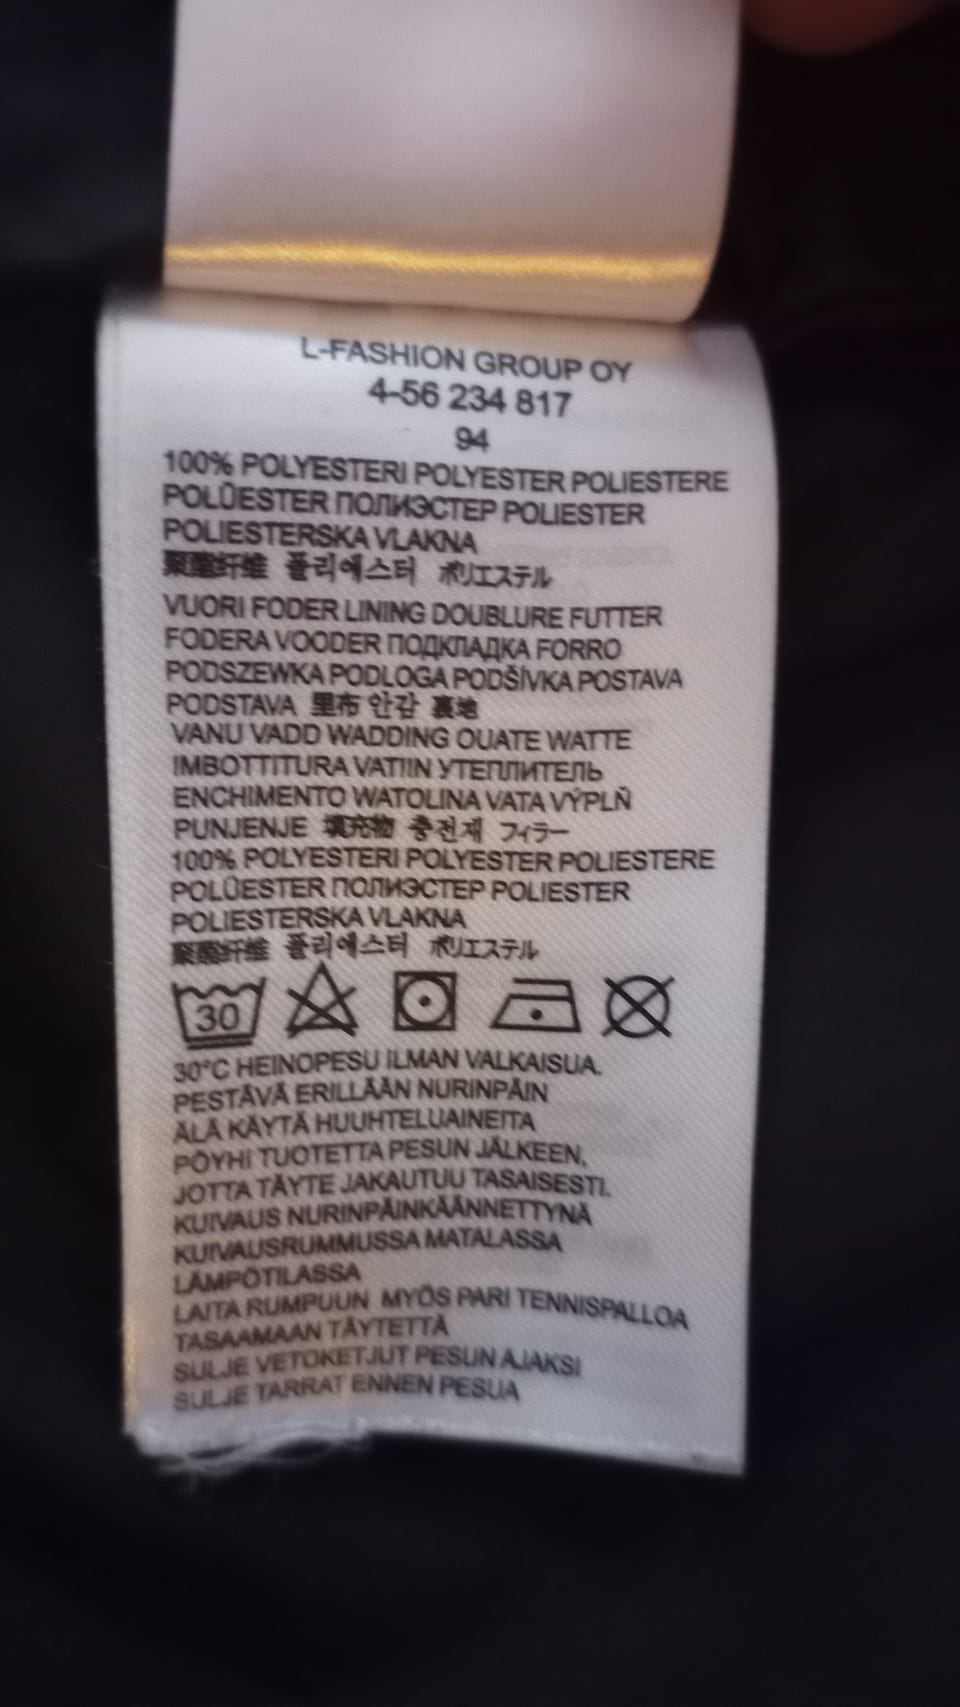 L-FASHION GROUP OY
4-56 234 817
94
100% POLYESTERI POLYESTER POLIESTERE
POLÜESTER ПОЛИЭСТЕР POLIESTER
POLIESTERSKA VLAKNA
聚酯纤维 폴리에스터 ポリエステル
VUORI FODER LINING DOUBLURE FUTTER
FODERA VOODER ПОДКЛАДКА FORRO
PODSZEWKA PODLOGA PODŠÍVKA POSTAVA
PODSTAVA 里布 안감 裏地
VANU VADD WADDING OUATE WATTE
IMBOTTITURA VATIIN УТЕПЛИТЕЛЬ
ENCHIMENTO WATOLINA VATA VÝPLŇ
PUNJENJE 填充物 충전재 フィラー
100% POLYESTERI POLYESTER POLIESTERE
POLÜESTER ПОЛИЭСТЕР POLIESTER
POLIESTERSKA VLAKNA
聚酯纤维 폴리에스터 ポリエステル
30
30°C HEINOPESU ILMAN VALKAISUA.
PESTÄVÄ ERILLÄÄN NURINPÄIN
ÄLÄ KÄYTÄ HUUHTELUAINEITA
PÖYHI TUOTETTA PESUN JÄLKEEN,
JOTTA TÄYTE JAKAUTUU TASAISESTI.
KUIVAUS NURINPÄINKÄÄNNETTYNÄ
KUIVAUSRUMMUSSA MATALASSA
LÄMPÖTILASSA
LAITA RUMPUUN MYÖS PARI TENNISPALLOA
TASAAMAAN TÄYTETTÄ
SULJE VETOKETJUT PESUN AJAKSI
SULJE TARRAT ENNEN PESUA